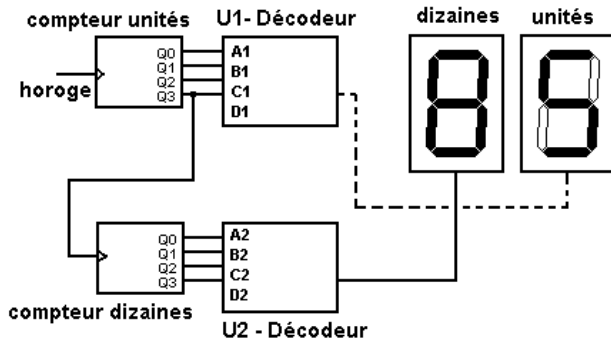 compteur unités
U1- Décodeur
dizaines
unités
horoge
Q0
Q1
Q2
Q3
A1
B1
C1
D1
Q0
Q1
Q2
Q3
A2
B2
C2
D2
compteur dizaines
U2 - Décodeur